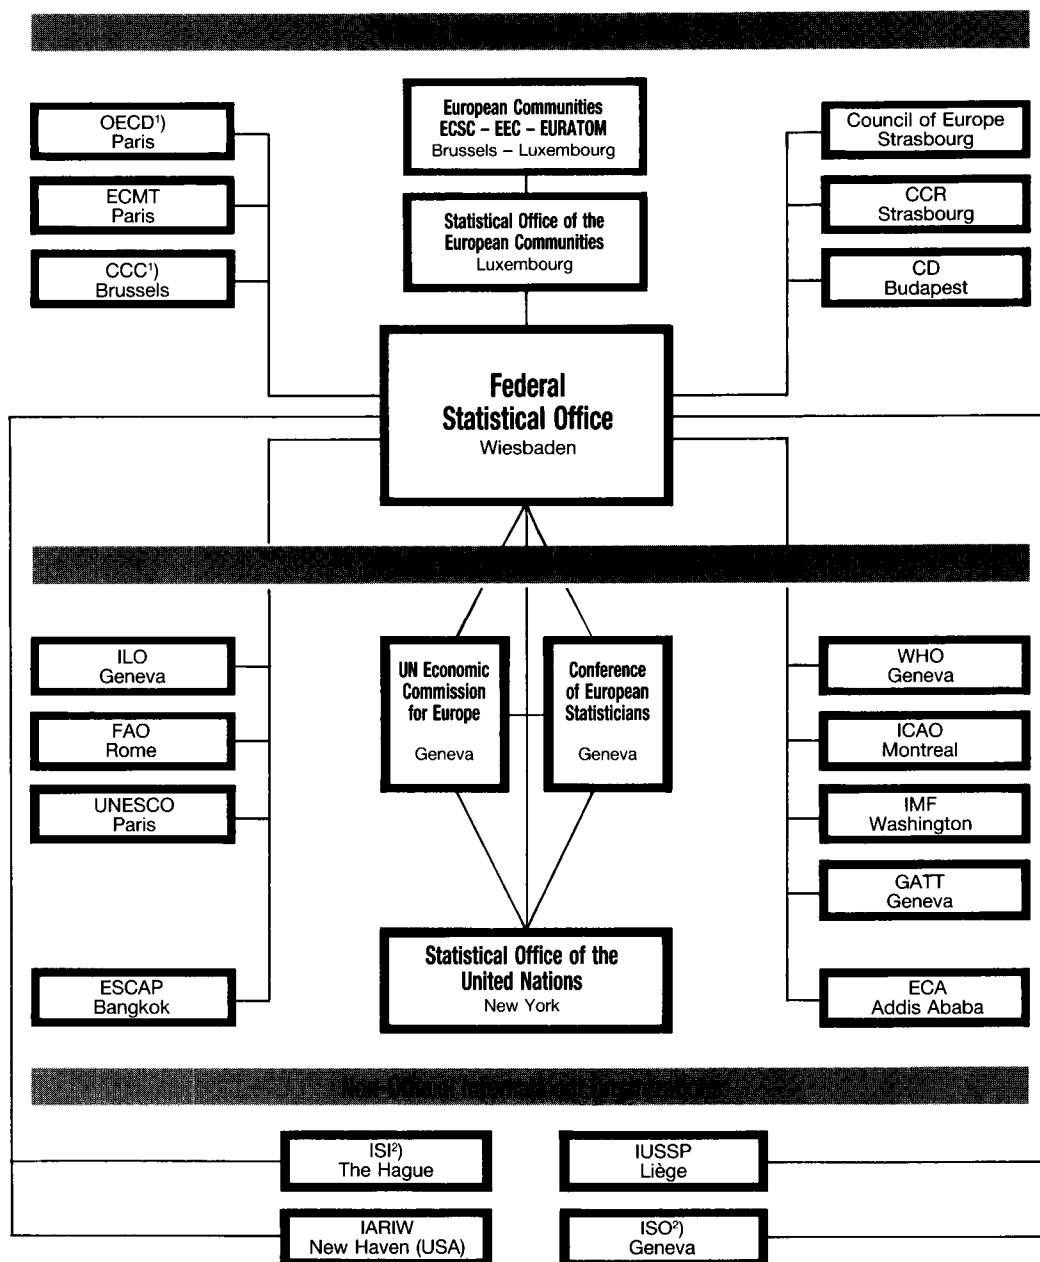 OECD¹)
Paris
ECMT
Paris
CCC¹)
Brussels
European Communities
ECSC – EEC – EURATOM
Brussels – Luxembourg
Statistical Office of the
European Communities
Luxembourg
Council of Europe
Strasbourg
CCR
Strasbourg
CD
Budapest
Federal
Statistical Office
Wiesbaden
ILO
Geneva
FAO
Rome
UNESCO
Paris
ESCAP
Bangkok
UN Economic
Commission
for Europe
Geneva
Conference
of European
Statisticians
Geneva
Statistical Office of the
United Nations
New York
WHO
Geneva
ICAO
Montreal
IMF
Washington
GATT
Geneva
ECA
Addis Ababa
ISI²)
The Hague
IARIW
New Haven (USA)
IUSSP
Liège
ISO²)
Geneva